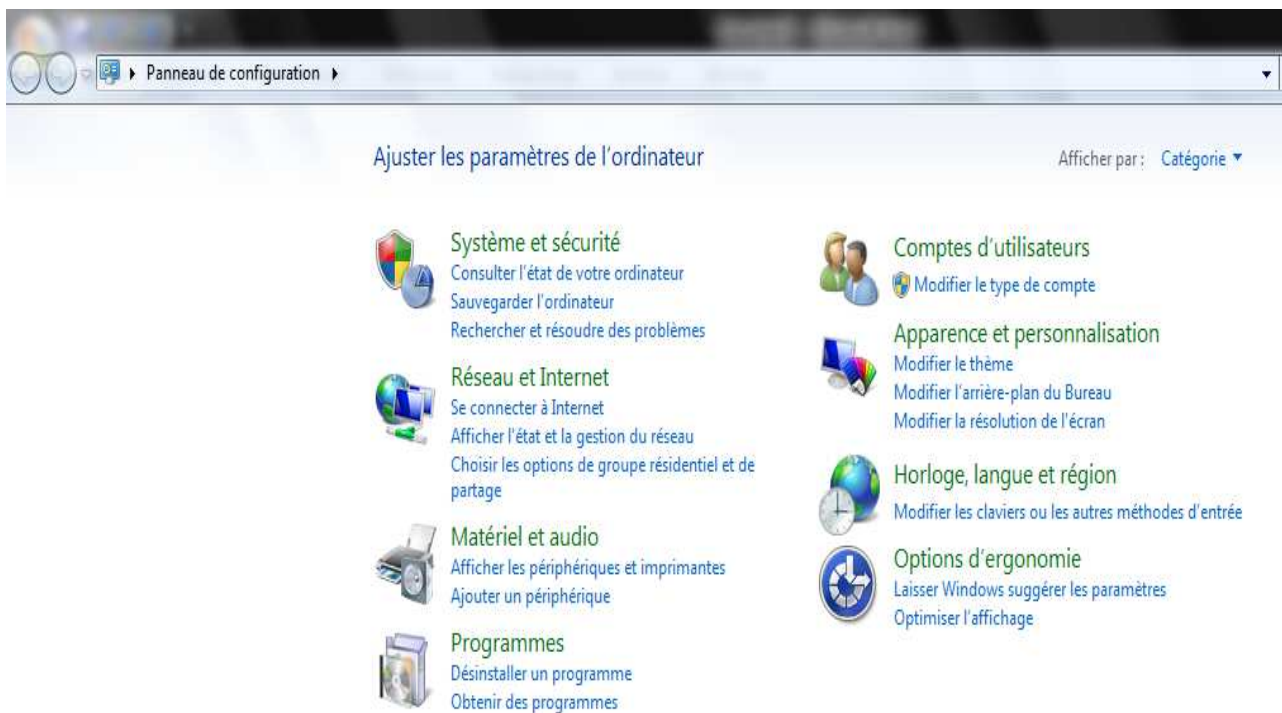 Panneau de configuration
Ajuster les paramètres de l'ordinateur
Afficher par : Catégorie
Système et sécurité
Consulter l'état de votre ordinateur
Sauvegarder l'ordinateur
Rechercher et résoudre des problèmes
Réseau et Internet
Se connecter à Internet
Afficher l'état et la gestion du réseau
Choisir les options de groupe résidentiel et de
partage
Matériel et audio
Afficher les périphériques et imprimantes
Ajouter un périphérique
Programmes
Désinstaller un programme
Obtenir des programmes
Comptes d'utilisateurs
Modifier le type de compte
Apparence et personnalisation
Modifier le thème
Modifier l'arrière-plan du Bureau
Modifier la résolution de l'écran
Horloge, langue et région
Modifier les claviers ou les autres méthodes d'entrée
Options d'ergonomie
Laisser Windows suggérer les paramètres
Optimiser l'affichage